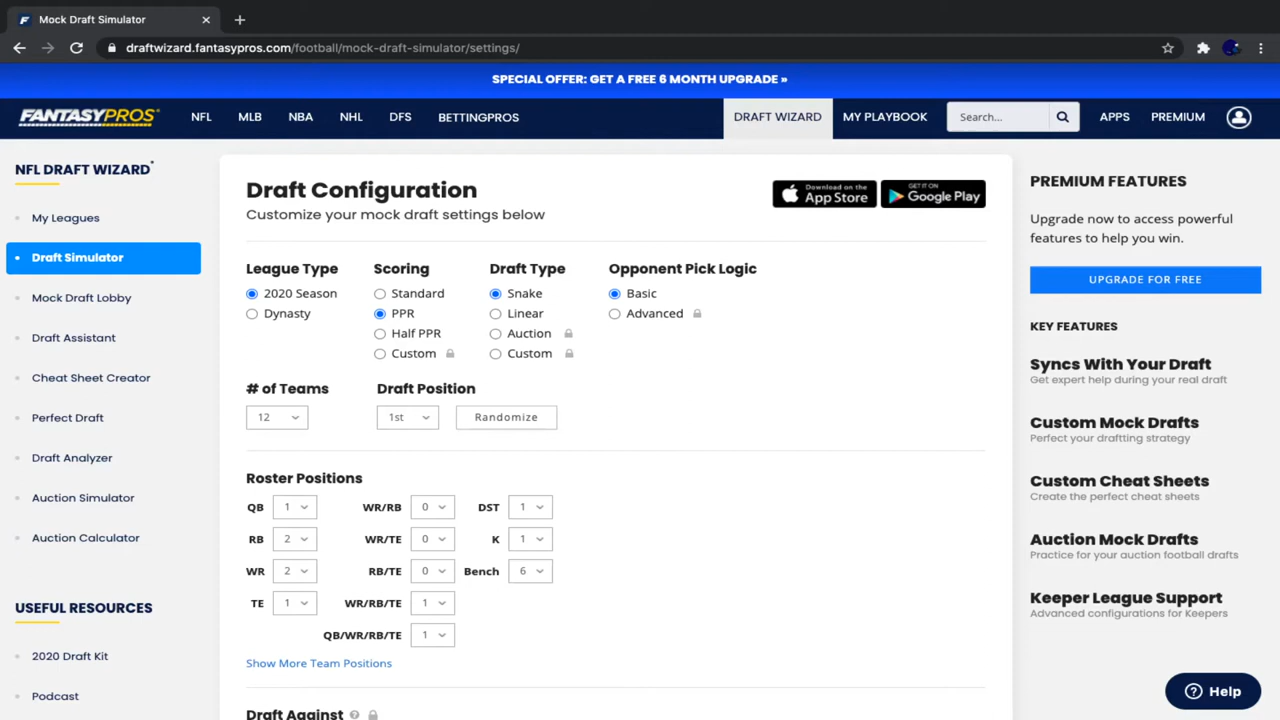 Mock Draft Simulator
draftwizard.fantasypros.com/football/mock-draft-simulator/settings/
SPECIAL OFFER: GET A FREE 6 MONTH UPGRADE »
FANTASYPROS NFL MLB NBA NHL DFS BETTINGPROS DRAFT WIZARD MY PLAYBOOK Search... APPS PREMIUM
NFL DRAFT WIZARD*
My Leagues
Draft Simulator
Mock Draft Lobby
Draft Assistant
Cheat Sheet Creator
Perfect Draft
Draft Analyzer
Auction Simulator
Auction Calculator
USEFUL RESOURCES
2020 Draft Kit
Podcast
Draft Configuration
Customize your mock draft settings below
Download on the App Store
GET IT ON Google Play
League Type Scoring Draft Type Opponent Pick Logic
2020 Season Standard Snake Basic
Dynasty PPR Linear Advanced
Half PPR Auction
Custom Custom
# of Teams Draft Position
12 1st Randomize
Roster Positions
QB 1 WR/RB 0 DST 1
RB 2 WR/TE 0 K 1
WR 2 RB/TE 0 Bench 6
TE 1 WR/RB/TE 1
QB/WR/RB/TE 1
Show More Team Positions
Draft Against ?
PREMIUM FEATURES
Upgrade now to access powerful
features to help you win.
UPGRADE FOR FREE
KEY FEATURES
Syncs With Your Draft
Get expert help during your real draft
Custom Mock Drafts
Perfect your draftting strategy
Custom Cheat Sheets
Create the perfect cheat sheets
Auction Mock Drafts
Practice for your auction football drafts
Keeper League Support
Advanced configurations for Keepers
? Help